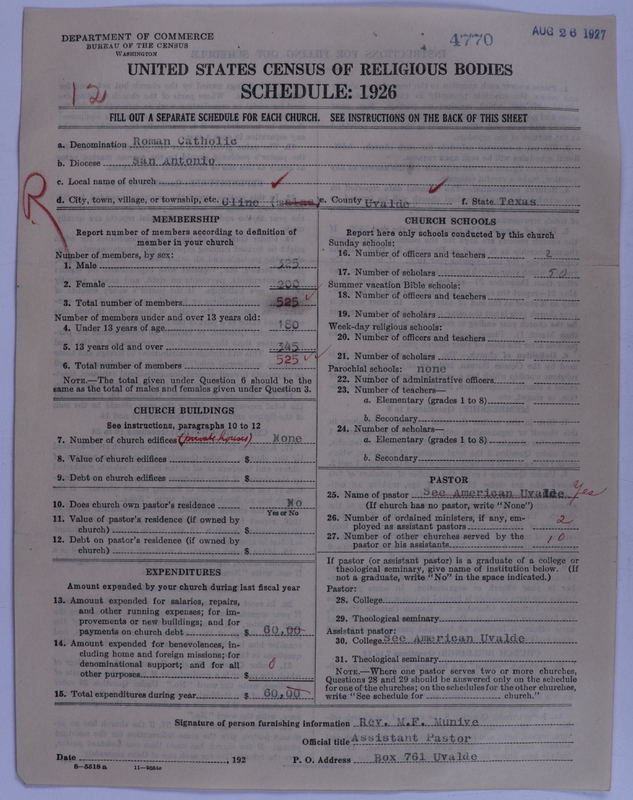 DEPARTMENT OF COMMERCE
BUREAU OF THE CENSUS
WASHINGTON
4770
AUG 26 1927
UNITED STATES CENSUS OF RELIGIOUS BODIES
SCHEDULE: 1926
12
FILL OUT A SEPARATE SCHEDULE FOR EACH CHURCH. SEE INSTRUCTIONS ON THE BACK OF THIS SHEET
a. Denomination Roman Catholic
b. Diocese San Antonio
c. Local name of church
R
d. City, town, village, or township, etc. Cline
e. County Uvalde
f. State Texas
MEMBERSHIP
Report number of members according to definition of
member in your church
Number of members, by sex:
1. Male 325
2. Female 200
3. Total number of members 525
Number of members under and over 13 years old:
4. Under 13 years of age 180
5. 13 years old and over 345
6. Total number of members 525
NOTE.—The total given under Question 6 should be the
same as the total of males and females given under Question 3.
CHURCH BUILDINGS
See instructions, paragraphs 10 to 12
7. Number of church edifices (private houses) None
8. Value of church edifices $
9. Debt on church edifices $
10. Does church own pastor's residence No
Yes or No
11. Value of pastor's residence (if owned by
church) $
12. Debt on pastor's residence (if owned by
church) $
EXPENDITURES
Amount expended by your church during last fiscal year
13. Amount expended for salaries, repairs,
and other running expenses; for im-
provements or new buildings; and for
payments on church debt $ 60,00
14. Amount expended for benevolences, in-
cluding home and foreign missions; for
denominational support; and for all
other purposes $ 0
15. Total expenditures during year $ 60,00
CHURCH SCHOOLS
Report here only schools conducted by this church
Sunday schools:
16. Number of officers and teachers 2
17. Number of scholars 50
Summer vacation Bible schools:
18. Number of officers and teachers
19. Number of scholars
Week-day religious schools:
20. Number of officers and teachers
21. Number of scholars
Parochial schools: none
22. Number of administrative officers
23. Number of teachers—
a. Elementary (grades 1 to 8)
b. Secondary
24. Number of scholars—
a. Elementary (grades 1 to 8)
b. Secondary
PASTOR
25. Name of pastor See American Uvalde Yes
(If church has no pastor, write "None")
26. Number of ordained ministers, if any, em-
ployed as assistant pastors 2
27. Number of other churches served by the
pastor or his assistants 10
If pastor (or assistant pastor) is a graduate of a college or
theological seminary, give name of institution below. (If
not a graduate, write "No" in the space indicated.)
Pastor:
28. College
29. Theological seminary
Assistant pastor:
30. College See American Uvalde
31. Theological seminary
NOTE.—Where one pastor serves two or more churches,
Questions 28 and 29 should be answered only on the schedule
for one of the churches; on the schedules for the other churches,
write "See schedule for church."
Signature of person furnishing information Rev. M.F. Munive
Official title Assistant Pastor
Date , 192
P. O. Address Box 761 Uvalde
8-5518 a